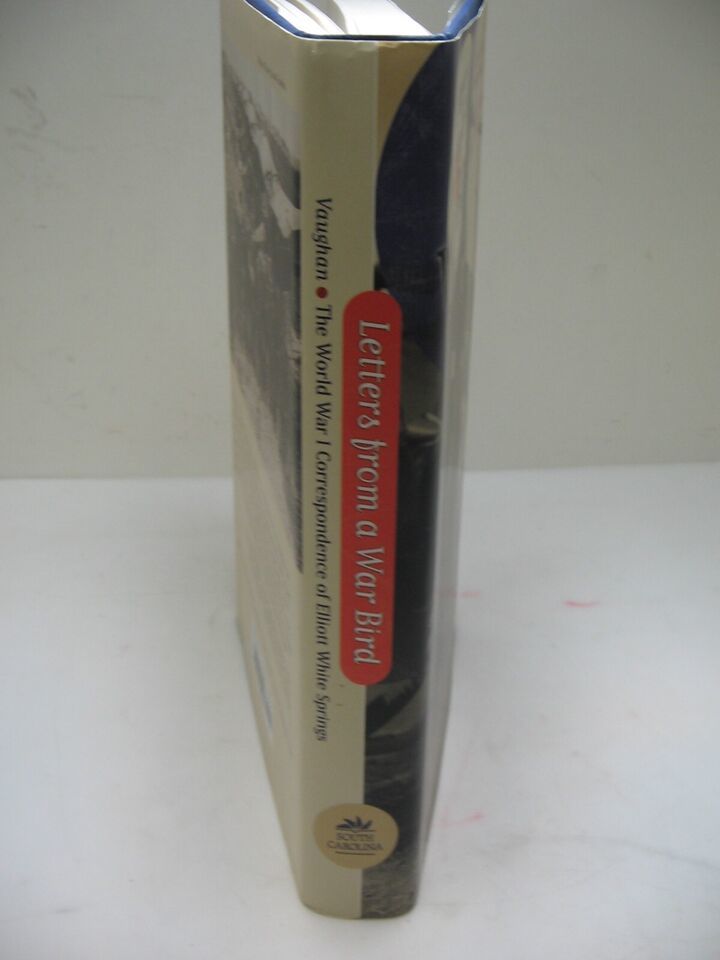 Letters from a War Bird
Vaughan • The World War I Correspondence of Elliott White Springs
SOUTH
CAROLINA